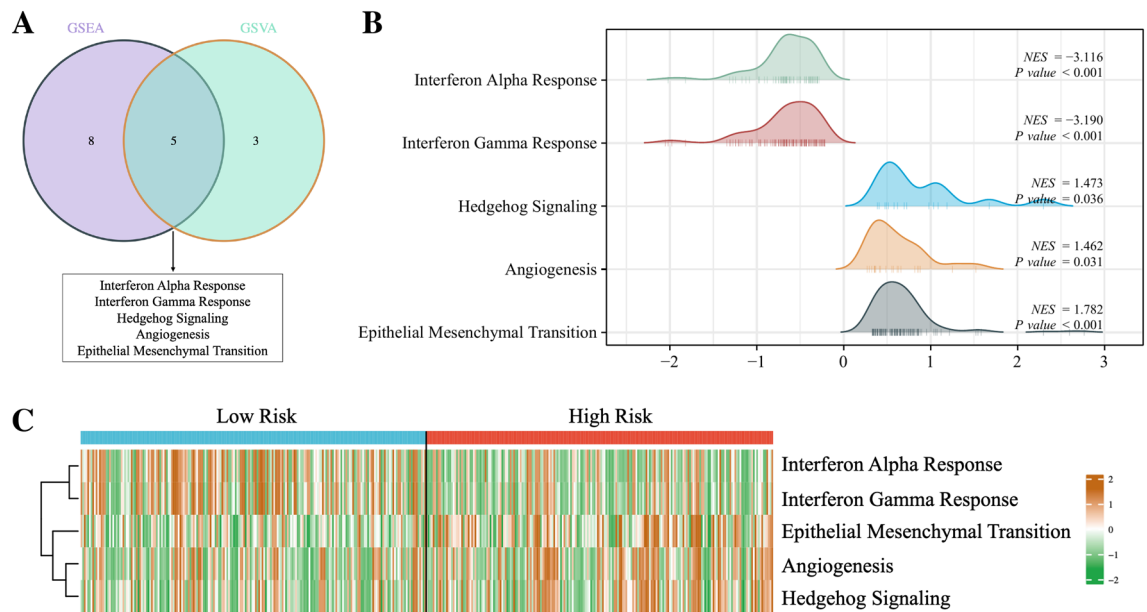 A
GSEA
GSVA
8
5
3
Interferon Alpha Response
Interferon Gamma Response
Hedgehog Signaling
Angiogenesis
Epithelial Mesenchymal Transition
B
Interferon Alpha Response
NES = −3.116
P value < 0.001
Interferon Gamma Response
NES = −3.190
P value < 0.001
Hedgehog Signaling
NES = 1.473
P value = 0.036
Angiogenesis
NES = 1.462
P value = 0.031
Epithelial Mesenchymal Transition
NES = 1.782
P value < 0.001
−2 −1 0 1 2 3
C
Low Risk High Risk
Interferon Alpha Response
Interferon Gamma Response
Epithelial Mesenchymal Transition
Angiogenesis
Hedgehog Signaling
2
1
0
−1
−2